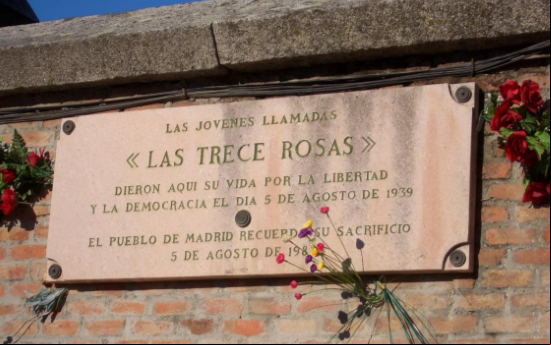 LAS JOVENES LLAMADAS
«LAS TRECE ROSAS»
DIERON AQUI SU VIDA POR LA LIBERTAD
Y LA DEMOCRACIA EL DIA 5 DE AGOSTO DE 1939
EL PUEBLO DE MADRID RECUERDA SU SACRIFICIO
5 DE AGOSTO DE